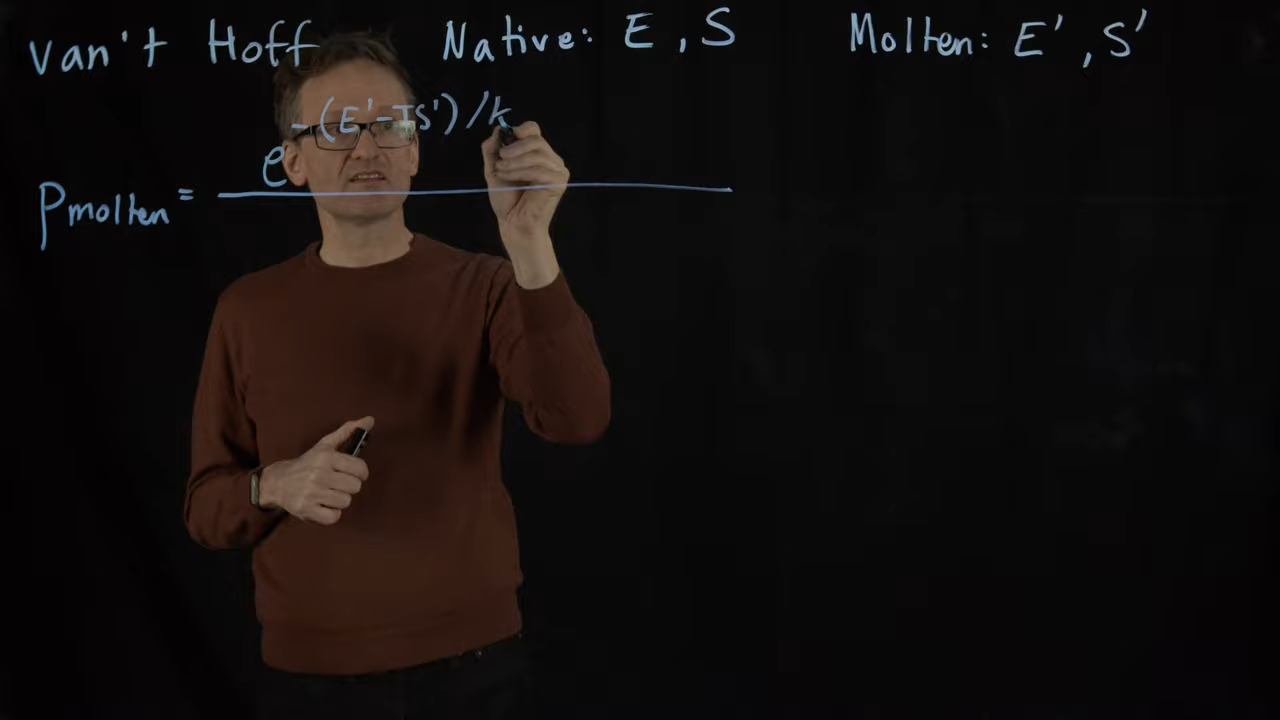 Van't Hoff Native: E, S Molten: E', S'
e^-(E'-TS')/k
Pmolten =